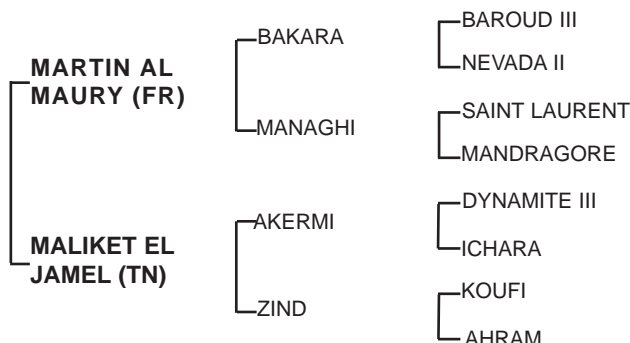 BAROUD III
BAKARA
MARTIN AL
MAURY (FR)
NEVADA II
SAINT LAURENT
MANAGHI
MANDRAGORE
DYNAMITE III
AKERMI
MALIKET EL
JAMEL (TN)
ICHARA
KOUFI
ZIND
AHRAM